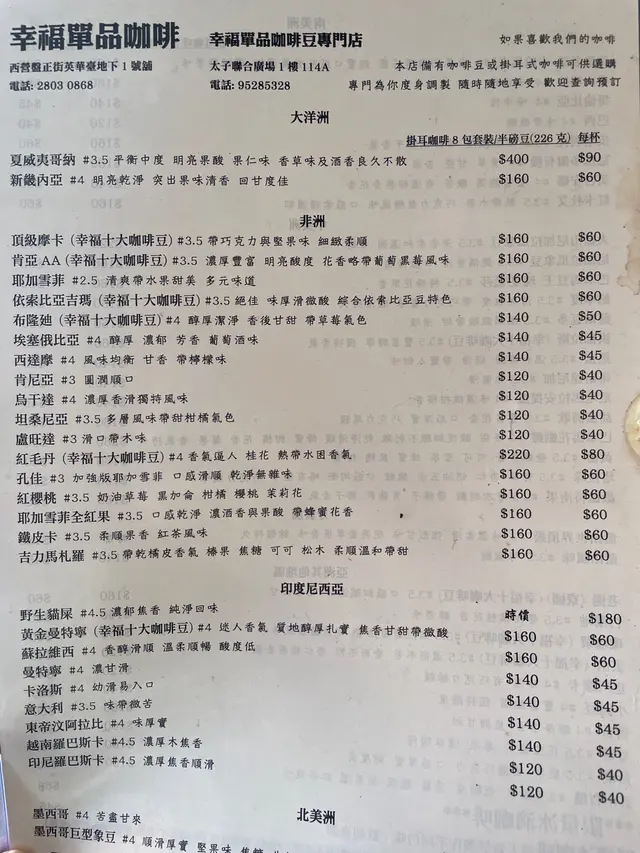 幸福單品咖啡 幸福單品咖啡豆專門店 如果喜歡我們的咖啡
西營盤正街英華臺地下1號舖 太子聯合廣場1樓114A 本店備有咖啡豆或掛耳式咖啡可供選購
電話: 2803 0868 電話: 95285328 專門為你度身調製 隨時隨地享受 歡迎查詢預訂
大洋洲
掛耳咖啡8包套裝/半磅豆(226克) 每杯
夏威夷哥納 #3.5 平衡中度 明亮果酸 果仁味 香草味及酒香良久不散 $400 $90
新畿內亞 #4 明亮乾淨 突出果味清香 回甘度佳 $160 $60
非洲
頂級摩卡 (幸福十大咖啡豆) #3.5 帶巧克力與堅果味 細緻柔順 $160 $60
肯亞AA (幸福十大咖啡豆) #3.5 濃厚豐富 明亮酸度 花香略帶葡萄黑莓風味 $160 $60
耶加雪菲 #2.5 清爽帶水果甜美 多元味道 $160 $60
依索比亞吉瑪 (幸福十大咖啡豆) #3.5 絕佳 味厚滑微酸 綜合依索比亞豆特色 $160 $60
布隆廸 (幸福十大咖啡豆) #4 醇厚潔淨 香後甘甜 帶草莓氣色 $140 $50
埃塞俄比亞 #4 醇厚 濃郁 芳香 葡萄酒味 $140 $45
西達摩 #4 風味均衡 甘香 帶檸檬味 $140 $45
肯尼亞 #3 圓潤順口 $120 $40
烏干達 #4 濃厚香滑獨特風味 $120 $40
坦桑尼亞 #3.5 多層風味帶甜柑橘氣色 $120 $40
盧旺達 #3 滑口帶木味 $120 $40
紅毛丹 (幸福十大咖啡豆) #4 香氣逼人 桂花 熱帶水囝香氣 $220 $80
孔佳 #3 加強版耶加雪菲 口感滑順 乾淨無雜味 $160 $60
紅櫻桃 #3.5 奶油草莓 黑加侖 柑橘 櫻桃 茉莉花 $160 $60
耶加雪菲全紅果 #3.5 口感乾淨 濃酒香與果酸 帶蜂蜜花香 $160 $60
鐵皮卡 #3.5 柔順果香 紅茶風味 $160 $60
吉力馬札羅 #3.5 帶乾橘皮香氣 榛果 焦糖 可可 松木 柔順溫和帶甜 $160 $60
印度尼西亞
野生貓屎 #4.5 濃郁焦香 純淨回味 時價 $180
黃金曼特寧 (幸福十大咖啡豆) #4 迷人香氣 質地醇厚扎實 焦香甘甜帶微酸 $160 $60
蘇拉維西 #4 香醇滑順 溫柔順暢 酸度低 $160 $60
曼特寧 #4 濃甘滑 $140 $45
卡洛斯 #4 幼滑易入口 $140 $45
意大利 #3.5 味帶微苦 $140 $45
東帝汶阿拉比 #4 味厚實 $140 $45
越南羅巴斯卡 #4.5 濃厚木焦香 $120 $40
印尼羅巴斯卡 #4.5 濃厚焦香順滑 $120 $40
北美洲
墨西哥 #4 苦盡甘來
墨西哥巨型象豆 #4 順滑厚實 堅果味 焦糖